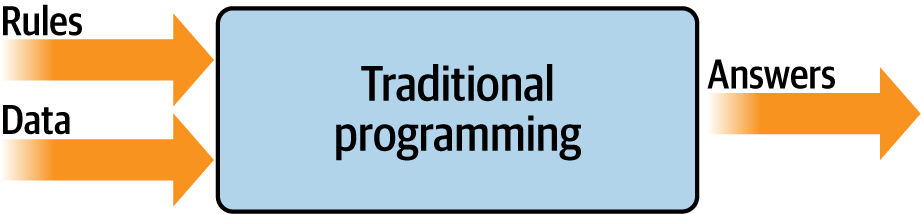 Rules
Data
Traditional
programming
Answers